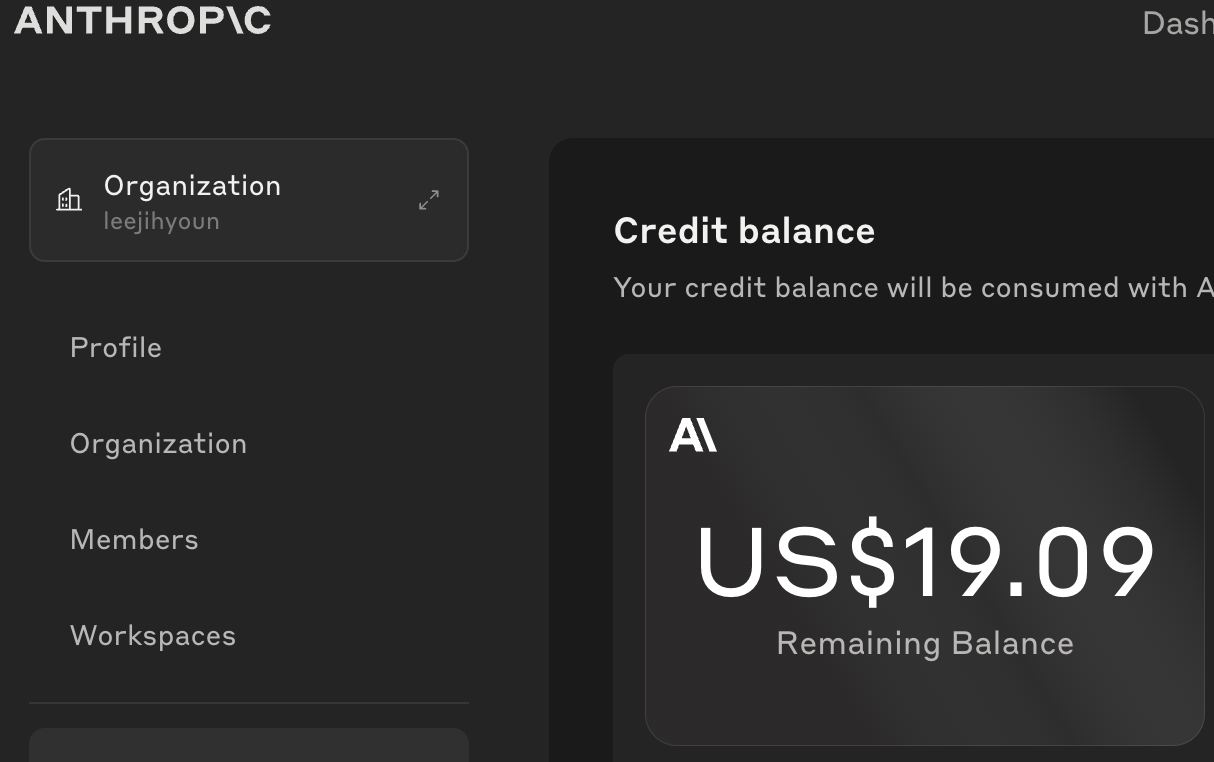 ANTHROP\C
Dash
Organization
leejihyoun
Profile
Organization
Members
Workspaces
Credit balance
Your credit balance will be consumed with A
A\
US$19.09
Remaining Balance